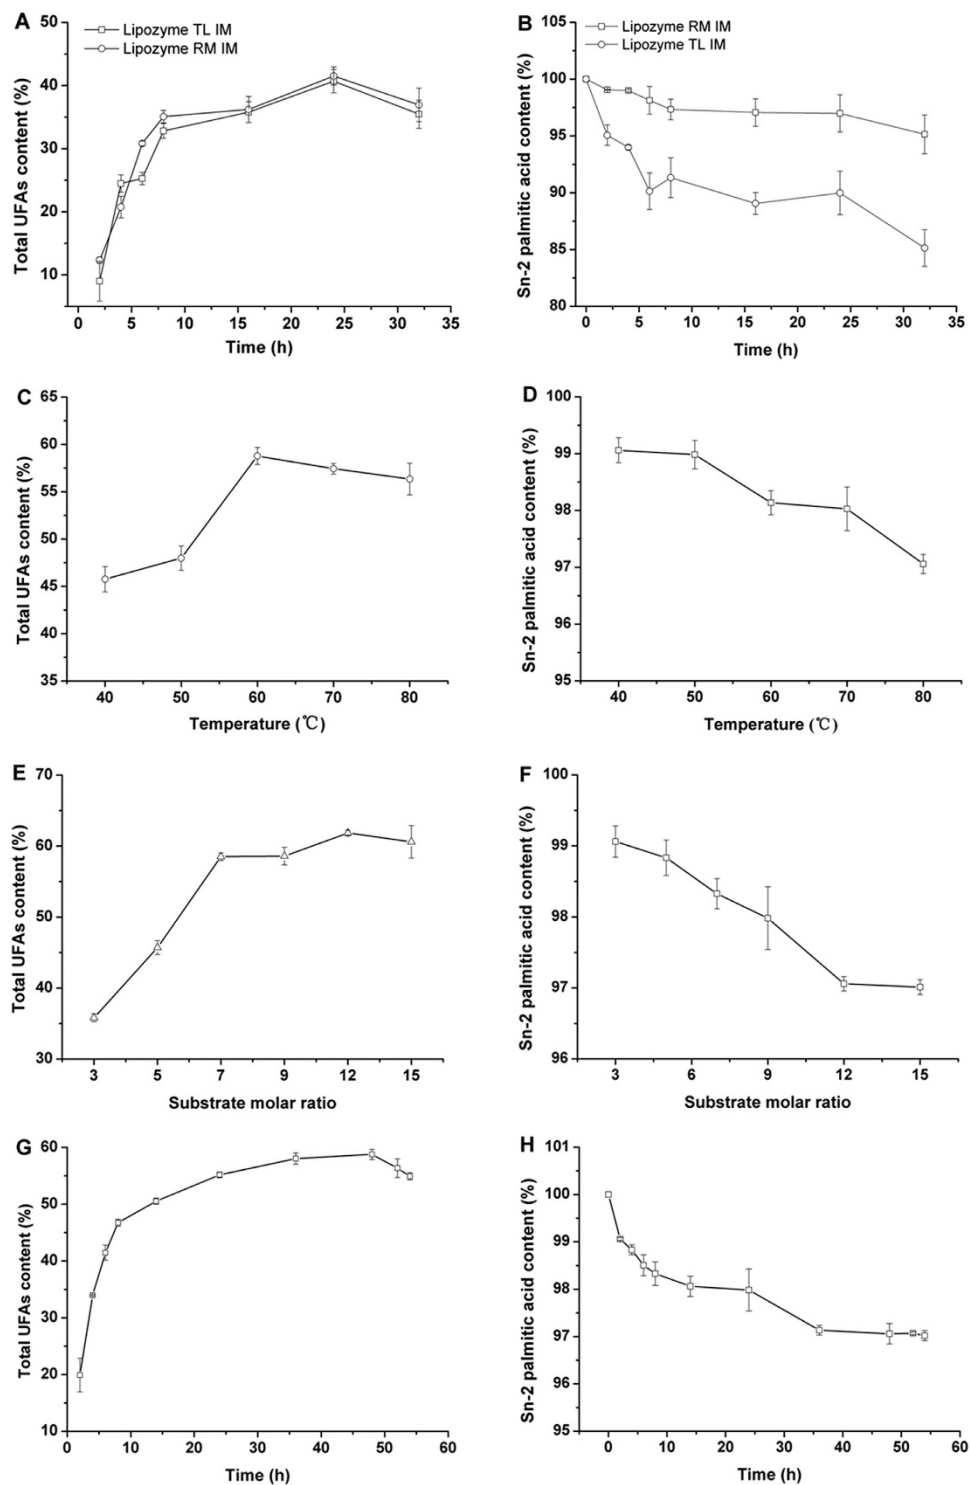 A
Lipozyme TL IM
Lipozyme RM IM
Total UFAs content (%)
50
40
30
20
10
0 5 10 15 20 25 30 35
Time (h)
B
Lipozyme RM IM
Lipozyme TL IM
Sn-2 palmitic acid content (%)
105
100
95
90
85
80
0 5 10 15 20 25 30 35
Time (h)
C
Total UFAs content (%)
65
60
55
50
45
40
35
40 50 60 70 80
Temperature (℃)
D
Sn-2 palmitic acid content (%)
100
99
98
97
96
95
40 50 60 70 80
Temperature (℃)
E
Total UFAs content (%)
70
60
50
40
30
3 5 7 9 12 15
Substrate molar ratio
F
Sn-2 palmitic acid content (%)
100
99
98
97
96
3 6 9 12 15
Substrate molar ratio
G
Total UFAs content (%)
60
50
40
30
20
10
0 10 20 30 40 50 60
Time (h)
H
Sn-2 palmitic acid content (%)
101
100
99
98
97
96
95
0 10 20 30 40 50 60
Time (h)